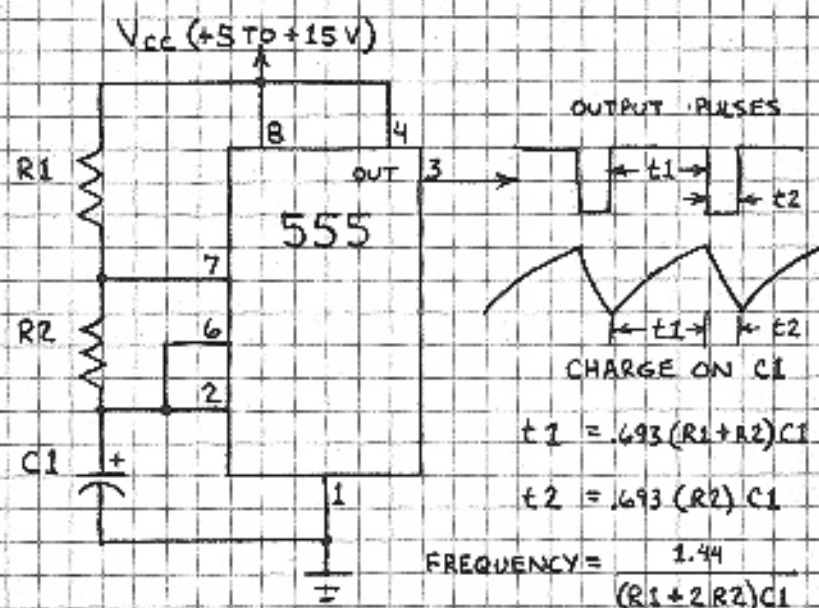 Vcc (+5 TO +15 V)
8
4
OUTPUT PULSES
R1
OUT
3
t1
t2
555
7
R2
6
t1
t2
2
CHARGE ON C1
t1 = .693 (R1+R2) C1
C1
+
t2 = .693 (R2) C1
1
FREQUENCY = 1.44
(R1+2R2)C1